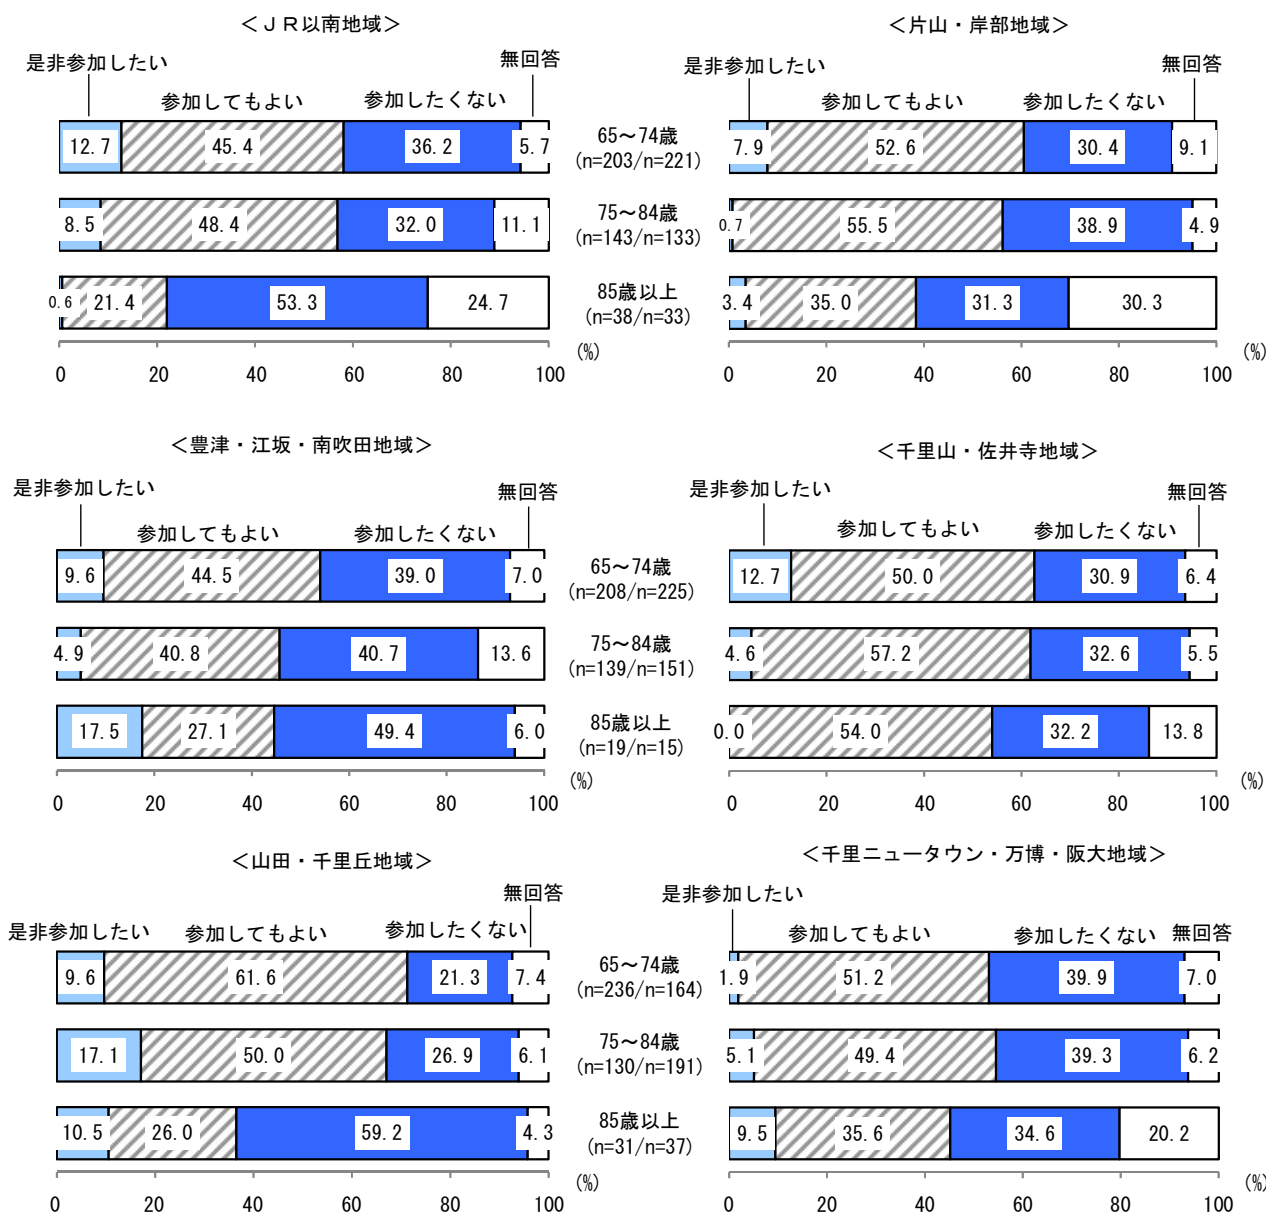 ＜ＪＲ以南地域＞
是非参加したい
無回答
参加してもよい
参加したくない
12.7 45.4 36.2 5.7
8.5 48.4 32.0 11.1
0.6 21.4 53.3 24.7
(%)
0 20 40 60 80 100
65～74歳
(n=203/n=221)
75～84歳
(n=143/n=133)
85歳以上
(n=38/n=33)
＜片山・岸部地域＞
是非参加したい
無回答
参加してもよい
参加したくない
7.9 52.6 30.4 9.1
0.7 55.5 38.9 4.9
3.4 35.0 31.3 30.3
(%)
0 20 40 60 80 100
＜豊津・江坂・南吹田地域＞
是非参加したい
無回答
参加してもよい
参加したくない
9.6 44.5 39.0 7.0
4.9 40.8 40.7 13.6
17.5 27.1 49.4 6.0
(%)
0 20 40 60 80 100
65～74歳
(n=208/n=225)
75～84歳
(n=139/n=151)
85歳以上
(n=19/n=15)
＜千里山・佐井寺地域＞
是非参加したい
無回答
参加してもよい
参加したくない
12.7 50.0 30.9 6.4
4.6 57.2 32.6 5.5
0.0 54.0 32.2 13.8
(%)
0 20 40 60 80 100
＜山田・千里丘地域＞
無回答
是非参加したい
参加してもよい
参加したくない
9.6 61.6 21.3 7.4
17.1 50.0 26.9 6.1
10.5 26.0 59.2 4.3
(%)
0 20 40 60 80 100
65～74歳
(n=236/n=164)
75～84歳
(n=130/n=191)
85歳以上
(n=31/n=37)
＜千里ニュータウン・万博・阪大地域＞
是非参加したい
参加してもよい
参加したくない
無回答
1.9 51.2 39.9 7.0
5.1 49.4 39.3 6.2
9.5 35.6 34.6 20.2
(%)
0 20 40 60 80 100